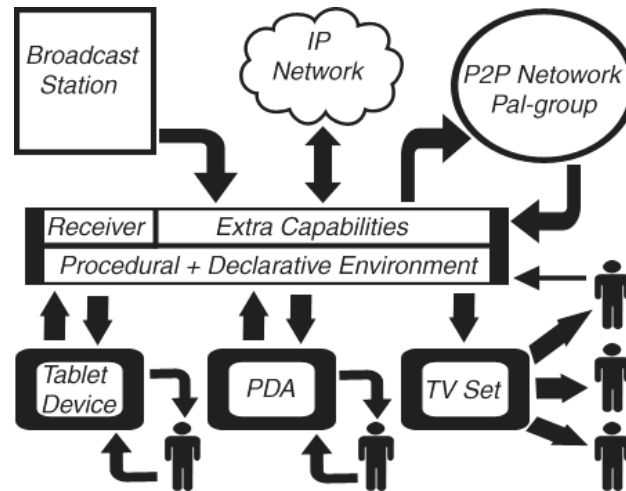 Broadcast
Station
IP
Network
P2P Netowork
Pal-group
Receiver
Extra Capabilities
Procedural + Declarative Environment
Tablet
Device
PDA
TV Set